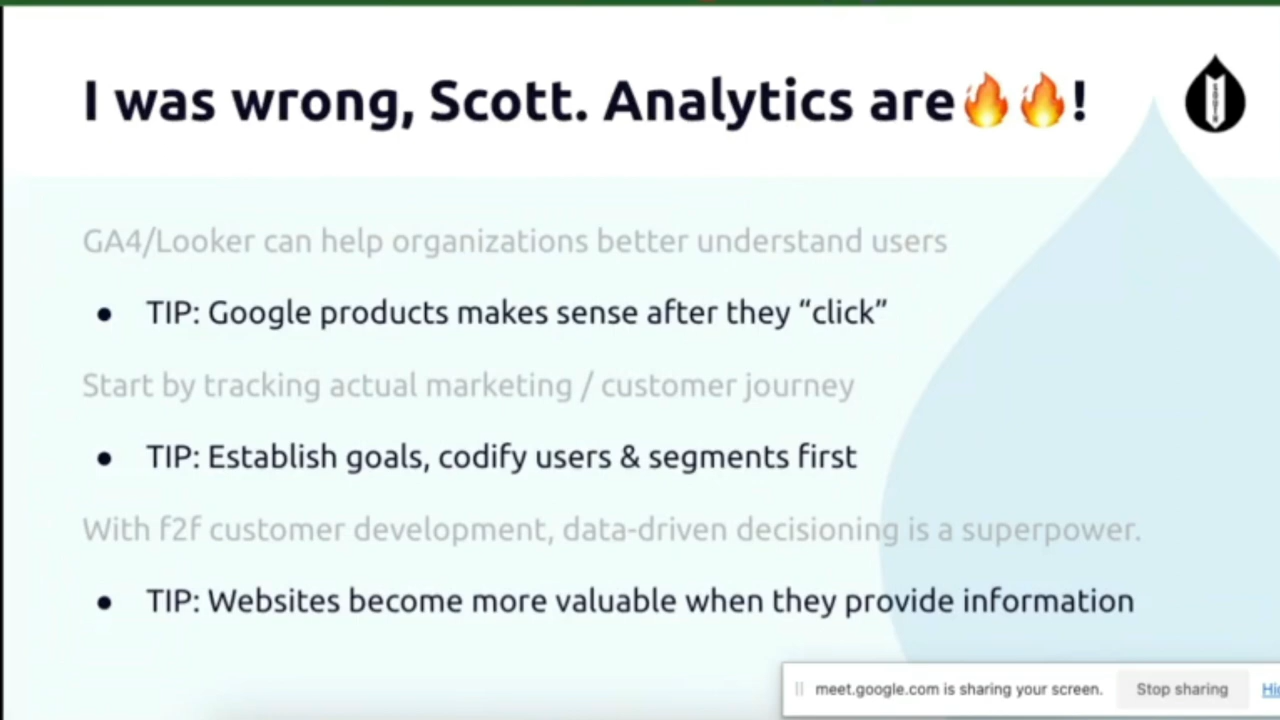 I was wrong, Scott. Analytics are🔥🔥!
SOUTH
GA4/Looker can help organizations better understand users
● TIP: Google products makes sense after they “click”
Start by tracking actual marketing / customer journey
● TIP: Establish goals, codify users & segments first
With f2f customer development, data-driven decisioning is a superpower.
● TIP: Websites become more valuable when they provide information
meet.google.com is sharing your screen. Stop sharing